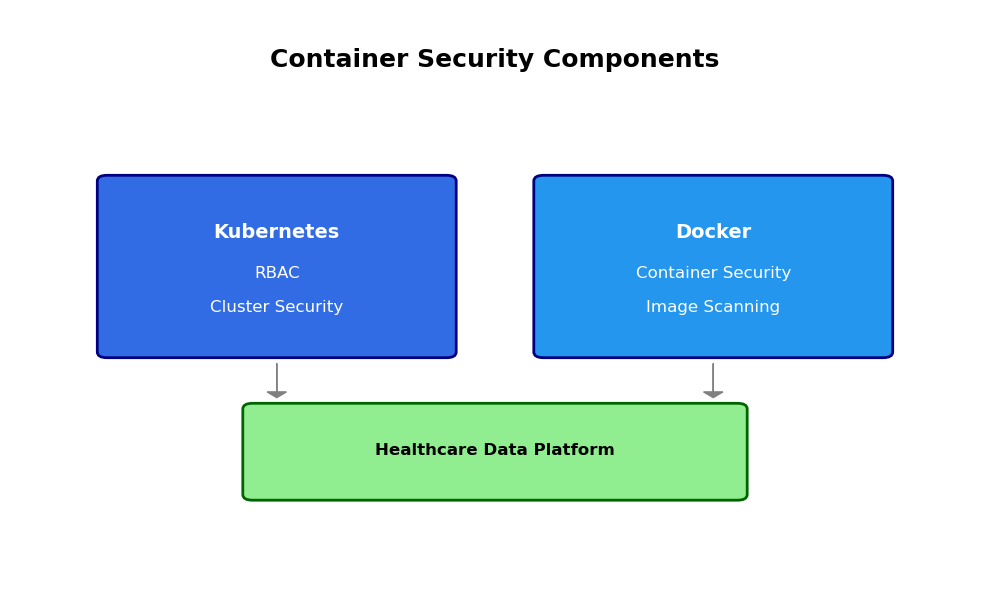 Container Security Components
Kubernetes
RBAC
Cluster Security
Docker
Container Security
Image Scanning
Healthcare Data Platform